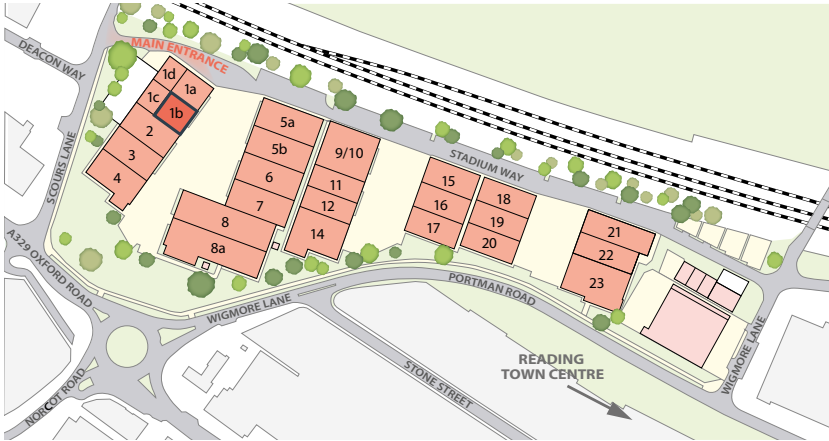 MAIN ENTRANCE
DEACON WAY
1d
1a
1c
1b
2
3
4
SCOURS LANE
5a
5b
6
7
8
8a
9/10
11
12
14
STADIUM WAY
15
16
17
18
19
20
21
22
23
A329 OXFORD ROAD
WIGMORE LANE
PORTMAN ROAD
WIGMORE LANE
NORCOT ROAD
STONE STREET
READING
TOWN CENTRE